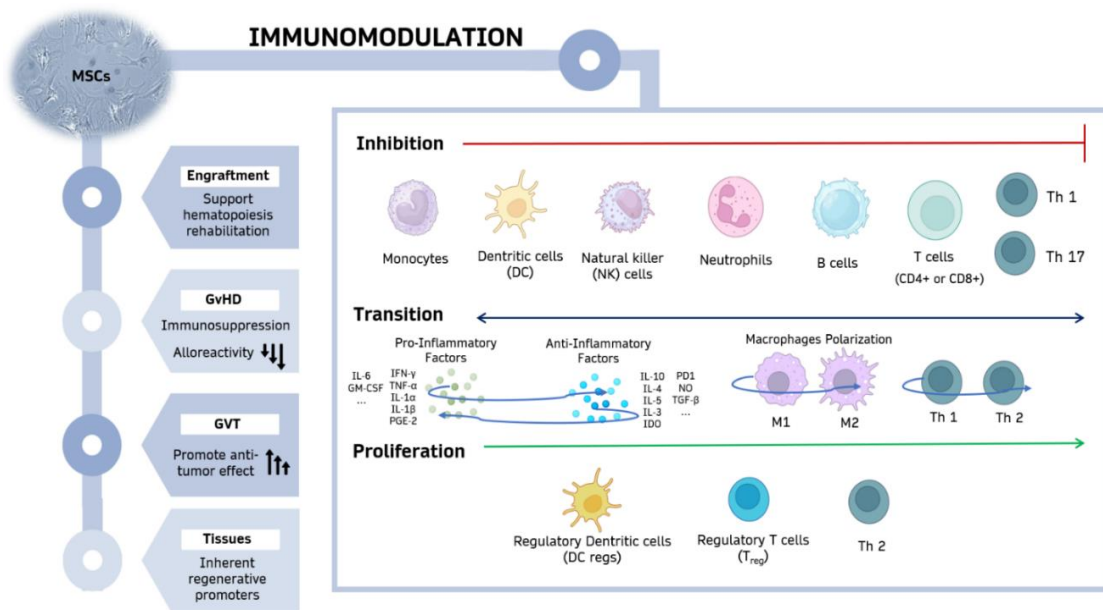 IMMUNOMODULATION
MSCs
Engraftment
Support
hematopoiesis
rehabilitation
GvHD
Immunosuppression
Alloreactivity
GVT
Promote anti-
tumor effect
Tissues
Inherent
regenerative
promoters
Inhibition
Monocytes
Dentritic cells
(DC)
Natural killer
(NK) cells
Neutrophils
B cells
T cells
(CD4+ or CD8+)
Th 1
Th 17
Transition
Pro-Inflammatory
Factors
IL-6
GM-CSF
...
IFN-γ
TNF-α
IL-1α
IL-1β
PGE-2
Anti-Inflammatory
Factors
IL-10
IL-4
IL-5
IL-3
IDO
PD1
NO
TGF-β
...
Macrophages Polarization
M1
M2
Th 1
Th 2
Proliferation
Regulatory Dentritic cells
(DC regs)
Regulatory T cells
(Treg)
Th 2